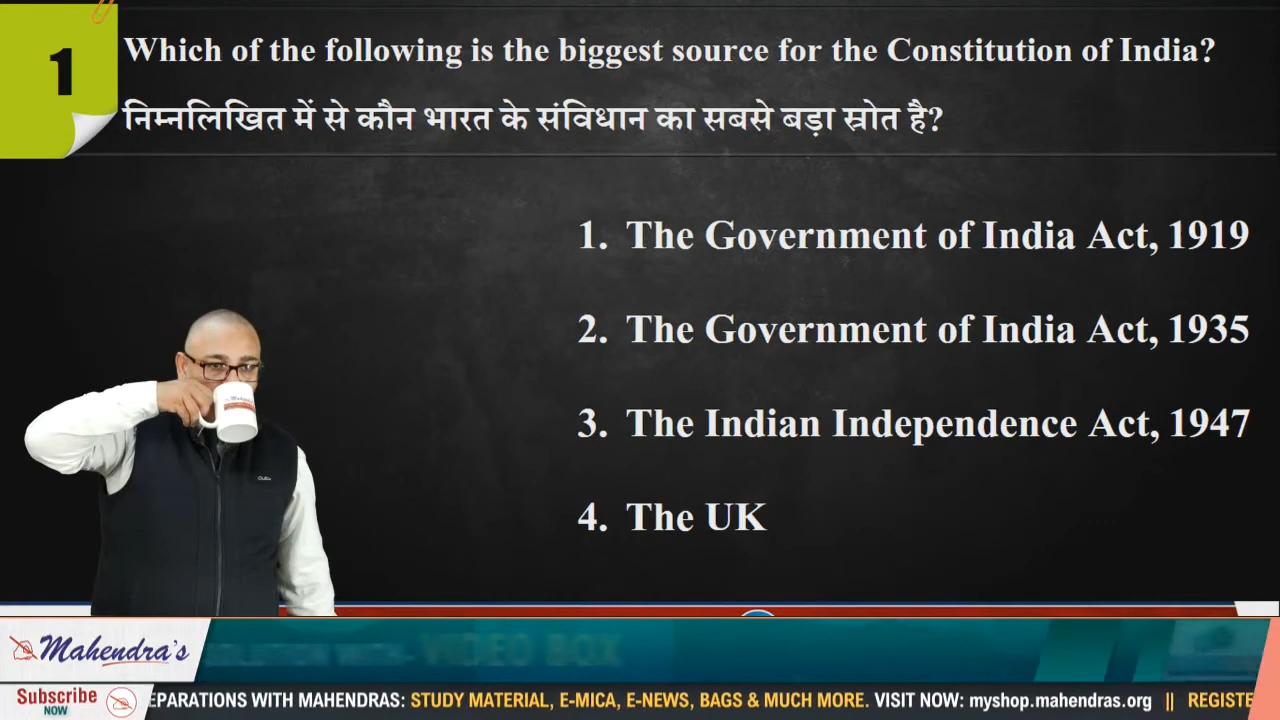 1
Which of the following is the biggest source for the Constitution of India?
निम्नलिखित में से कौन भारत के संविधान का सबसे बड़ा स्रोत है?
1. The Government of India Act, 1919
2. The Government of India Act, 1935
3. The Indian Independence Act, 1947
4. The UK
Mahendra's
VIDEO BOX
Subscribe
NOW
EPARATIONS WITH MAHENDRAS: STUDY MATERIAL, E-MICA, E-NEWS, BAGS & MUCH MORE. VISIT NOW: myshop.mahendras.org || REGISTE